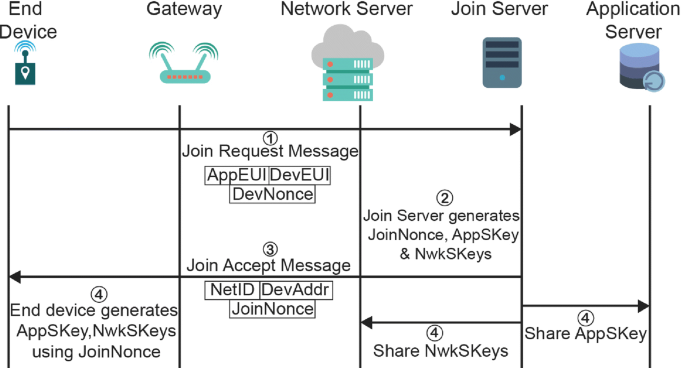 End
Device
Gateway
Network Server
Join Server
Application
Server
①
Join Request Message
AppEUI DevEUI
DevNonce
②
Join Server generates
JoinNonce, AppSKey
& NwkSKeys
③
Join Accept Message
NetID DevAddr
JoinNonce
④
End device generates
AppSKey,NwkSKeys
using JoinNonce
④
Share NwkSKeys
④
Share AppSKey